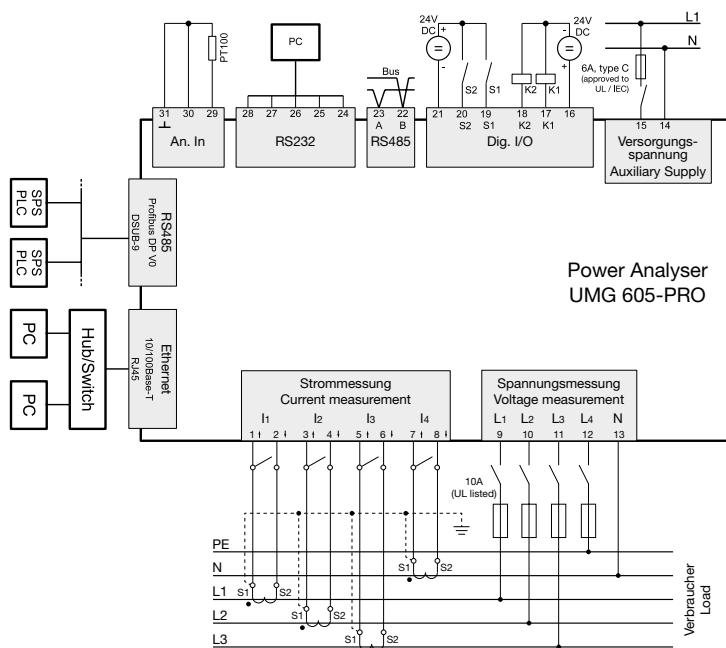 24V
DC
+
-
24V
DC
-
+
L1
N
PT100
PC
Bus
S2
S1
K2
K1
6A, type C
(approved to
UL / IEC)
31 30 29
28 27 26 25 24
23 22
A B
21 20 19 18 17 16
S2 S1 K2 K1
15 14
An. In
RS232
RS485
Dig. I/O
Versorgungs-
spannung
Auxiliary Supply
SPS
PLC
SPS
PLC
RS485
Profibus DP V0
DSUB-9
Power Analyser
UMG 605-PRO
PC
PC
Hub/Switch
Ethernet
10/100Base-T
RJ45
Strommessung
Current measurement
I1 I2 I3 I4
1 2 3 4 5 6 7 8
Spannungsmessung
Voltage measurement
L1 L2 L3 L4 N
9 10 11 12 13
10A
(UL listed)
PE
N
L1
L2
L3
S1 S2
S1 S2
S1 S2
S1 S2
Verbraucher
Load